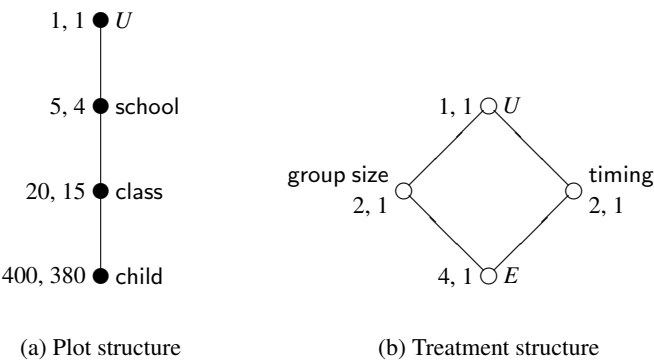 1, 1 U
5, 4 school
20, 15 class
400, 380 child
(a) Plot structure
1, 1 U
group size
2, 1
timing
2, 1
4, 1 E
(b) Treatment structure